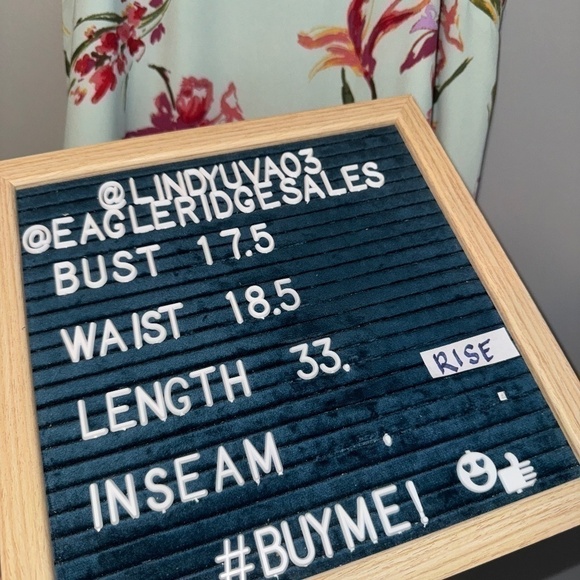 @LINDYUVA03
@EAGLERIDGESALES
BUST 17.5
WAIST 18.5
LENGTH 33.
RISE
INSEAM .
#BUYME!